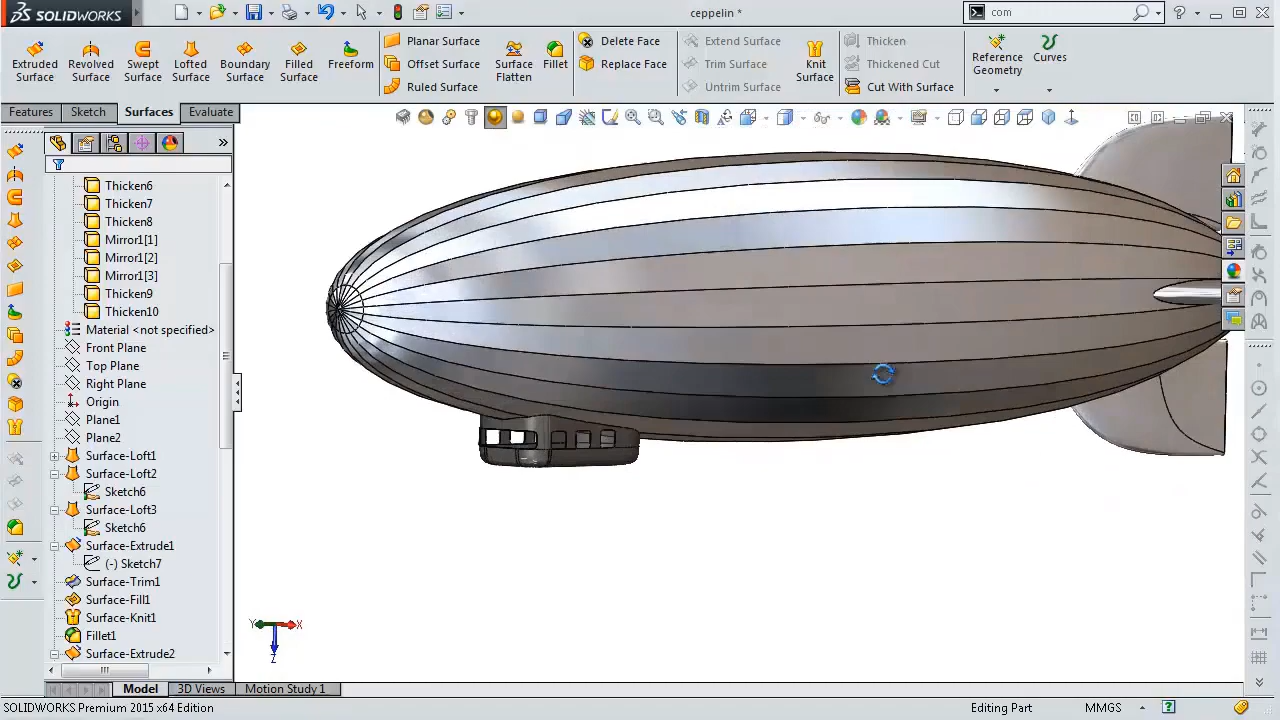 SOLIDWORKS
ceppelin *
com
Extruded Surface
Revolved Surface
Swept Surface
Lofted Surface
Boundary Surface
Filled Surface
Freeform
Planar Surface
Offset Surface
Ruled Surface
Surface Flatten
Fillet
Delete Face
Replace Face
Extend Surface
Trim Surface
Untrim Surface
Knit Surface
Thicken
Thickened Cut
Cut With Surface
Reference Geometry
Curves
Features
Sketch
Surfaces
Evaluate
Thicken6
Thicken7
Thicken8
Mirror1[1]
Mirror1[2]
Mirror1[3]
Thicken9
Thicken10
Material <not specified>
Front Plane
Top Plane
Right Plane
Origin
Plane1
Plane2
Surface-Loft1
Surface-Loft2
Sketch6
Surface-Loft3
Sketch6
Surface-Extrude1
(-) Sketch7
Surface-Trim1
Surface-Fill1
Surface-Knit1
Fillet1
Surface-Extrude2
Y
X
Z
Model
3D Views
Motion Study 1
SOLIDWORKS Premium 2015 x64 Edition
Editing Part
MMGS